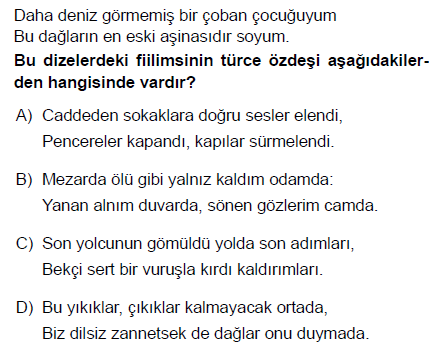 Daha deniz görmemiş bir çoban çocuğuyum
Bu dağların en eski aşinasıdır soyum.
Bu dizelerdeki fiilimsinin türce özdeşi aşağıdakiler-
den hangisinde vardır?
A) Caddeden sokaklara doğru sesler elendi,
Pencereler kapandı, kapılar sürmelendi.
B) Mezarda ölü gibi yalnız kaldım odamda:
Yanan alnım duvarda, sönen gözlerim camda.
C) Son yolcunun gömüldü yolda son adımları,
Bekçi sert bir vuruşla kırdı kaldırımları.
D) Bu yıkıklar, çıkıklar kalmayacak ortada,
Biz dilsiz zannetsek de dağlar onu duymada.